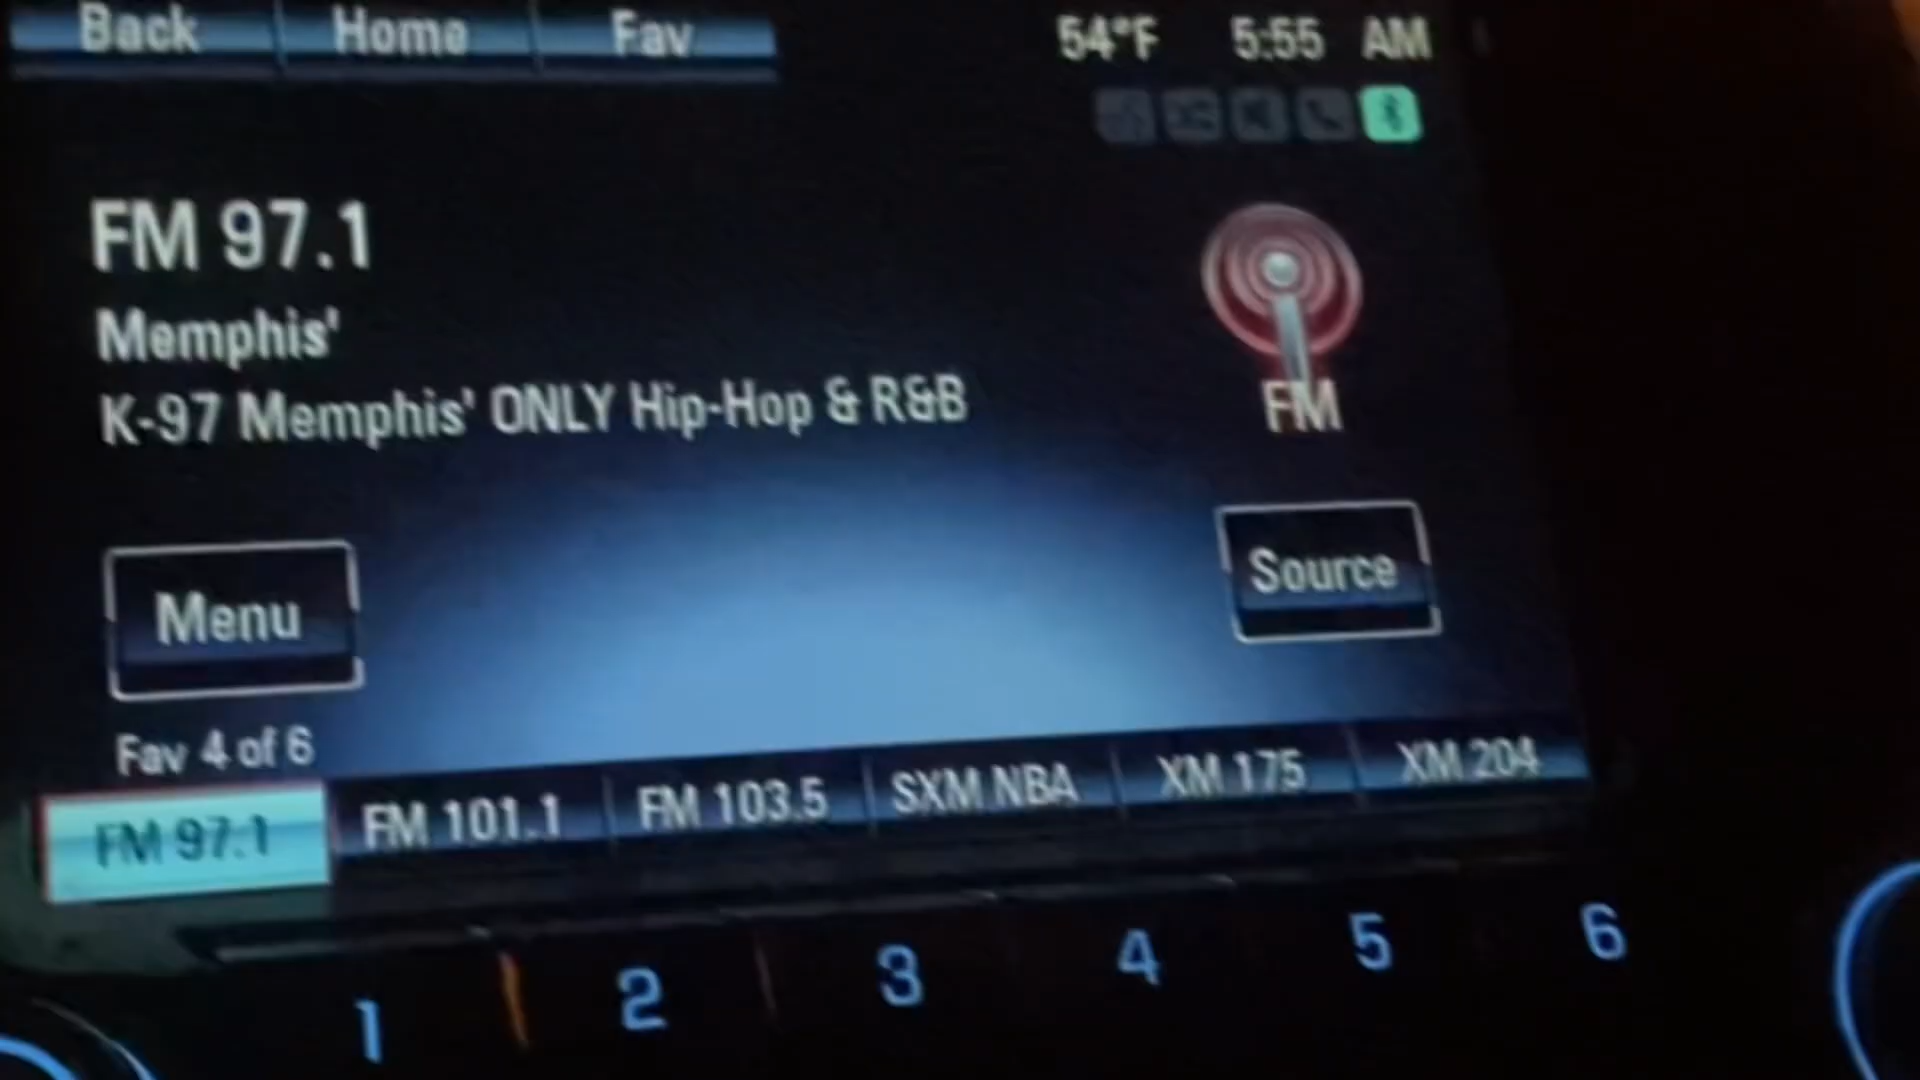 Back Home Fav 54°F 5:55 AM
FM 97.1
Memphis'
K-97 Memphis' ONLY Hip-Hop & R&B
FM
Menu
Source
Fav 4 of 6
FM 97.1 FM 101.1 FM 103.5 SXM NBA XM 175 XM 204
1 2 3 4 5 6